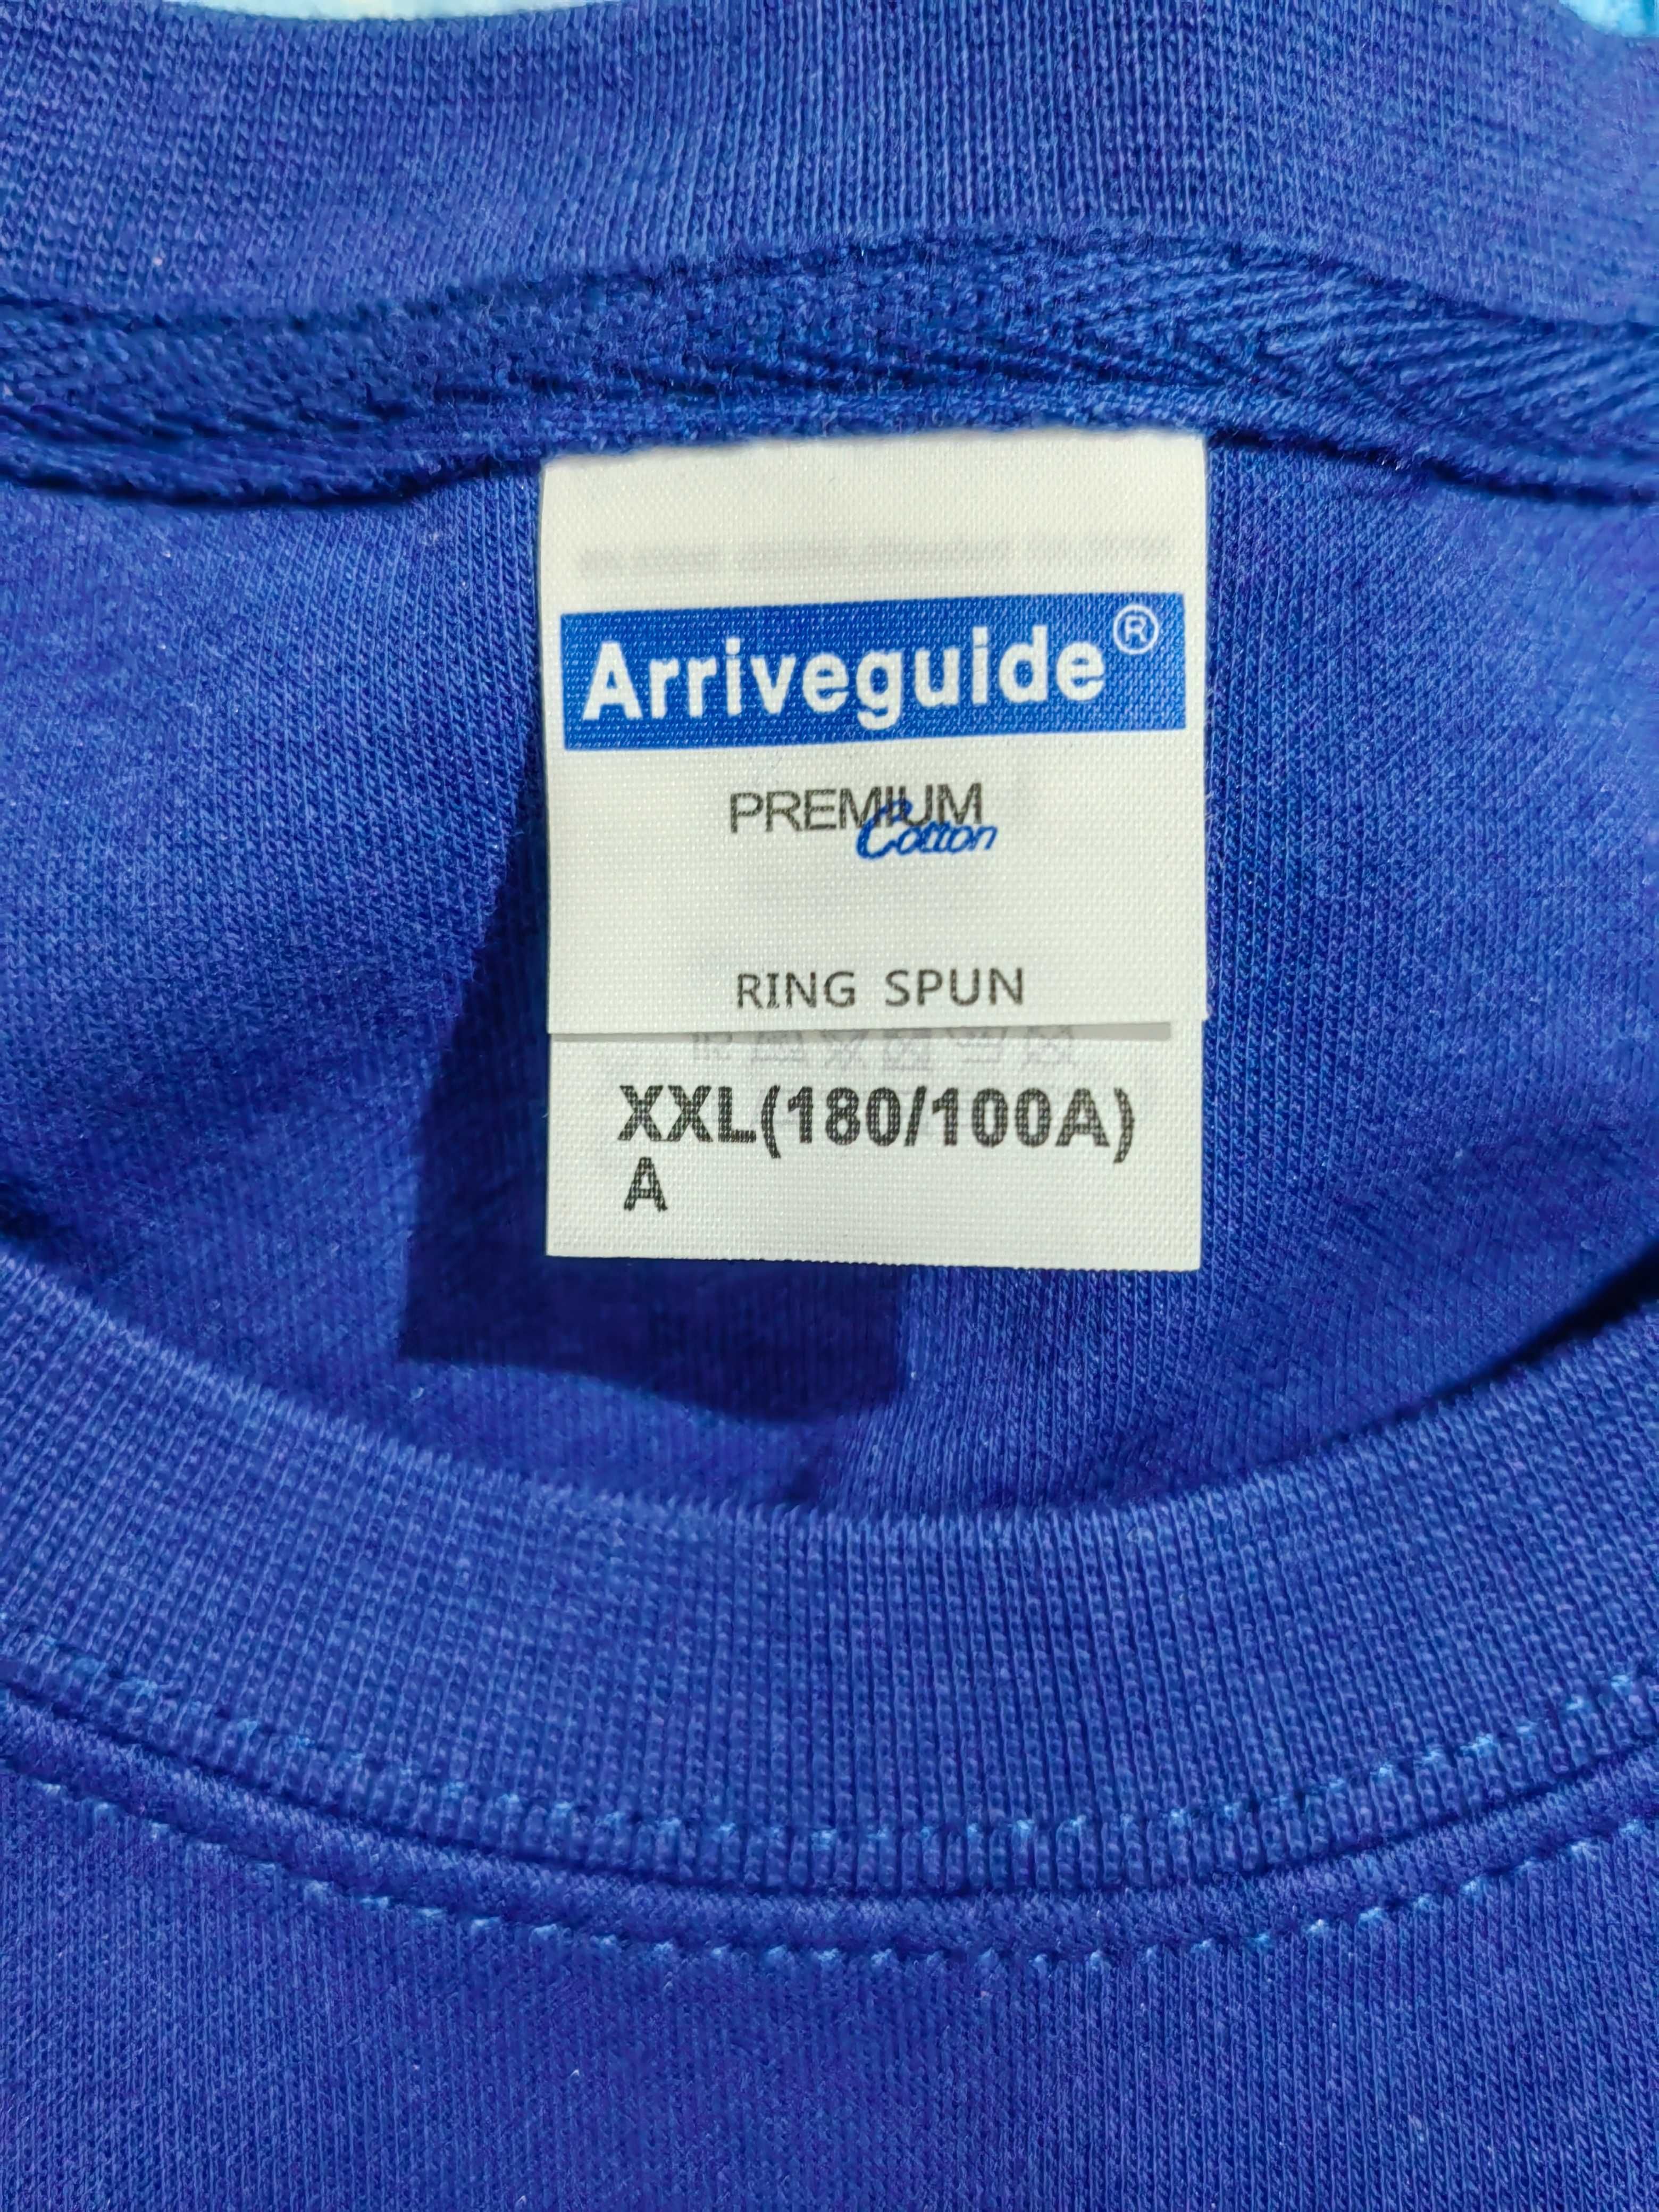 Arriveguide®
PREMIUM
Cotton
RING SPUN
XXL(180/100A)
A